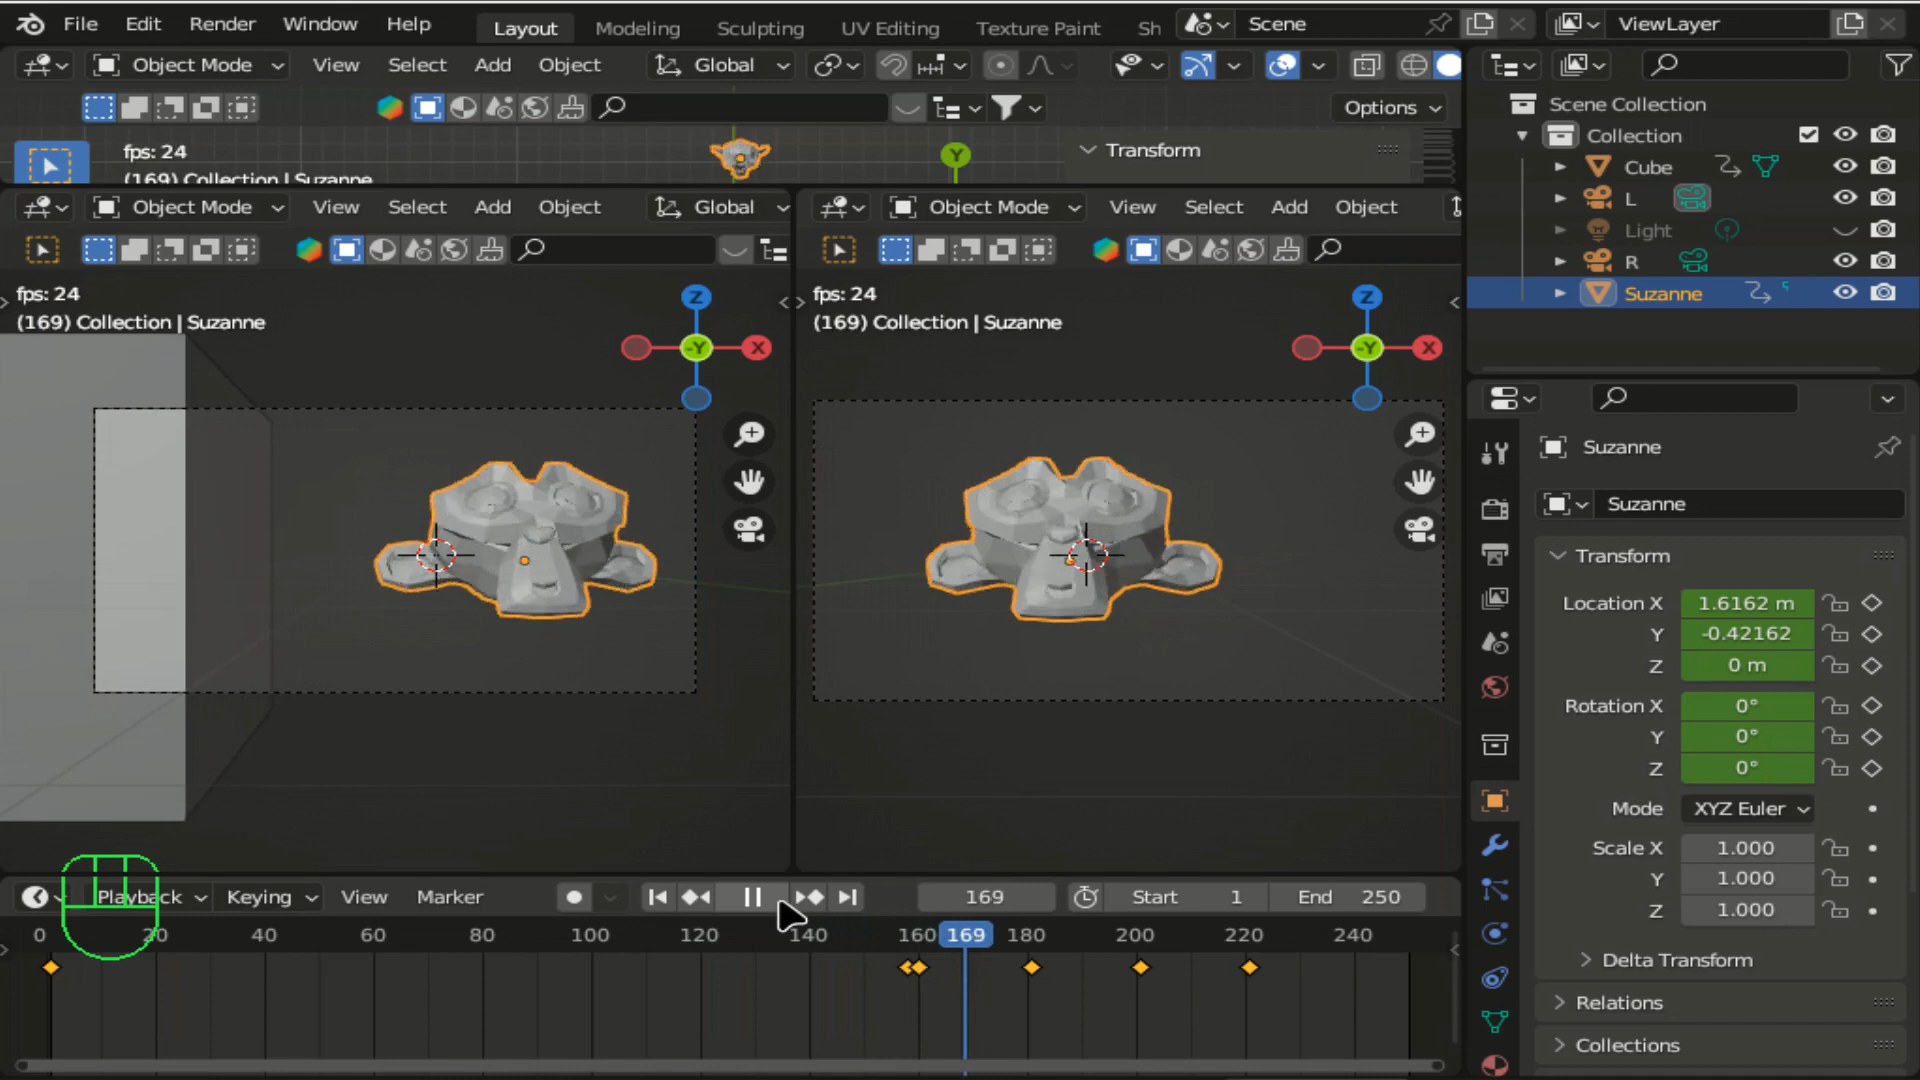 File Edit Render Window Help Layout Modeling Sculpting UV Editing Texture Paint Sh Scene ViewLayer
Object Mode View Select Add Object Global
Options
fps: 24
(169) Collection | Suzanne
Y
Transform
Object Mode View Select Add Object Global
Object Mode View Select Add Object
fps: 24
(169) Collection | Suzanne
Z
-Y
X
fps: 24
(169) Collection | Suzanne
Z
-Y
X
Scene Collection
Collection
Cube
L
Light
R
Suzanne
Suzanne
Suzanne
Transform
Location X 1.6162 m
Y -0.42162
Z 0 m
Rotation X 0°
Y 0°
Z 0°
Mode XYZ Euler
Scale X 1.000
Y 1.000
Z 1.000
Delta Transform
Relations
Collections
Playback Keying View Marker 169 Start 1 End 250
0 20 40 60 80 100 120 140 160 169 180 200 220 240